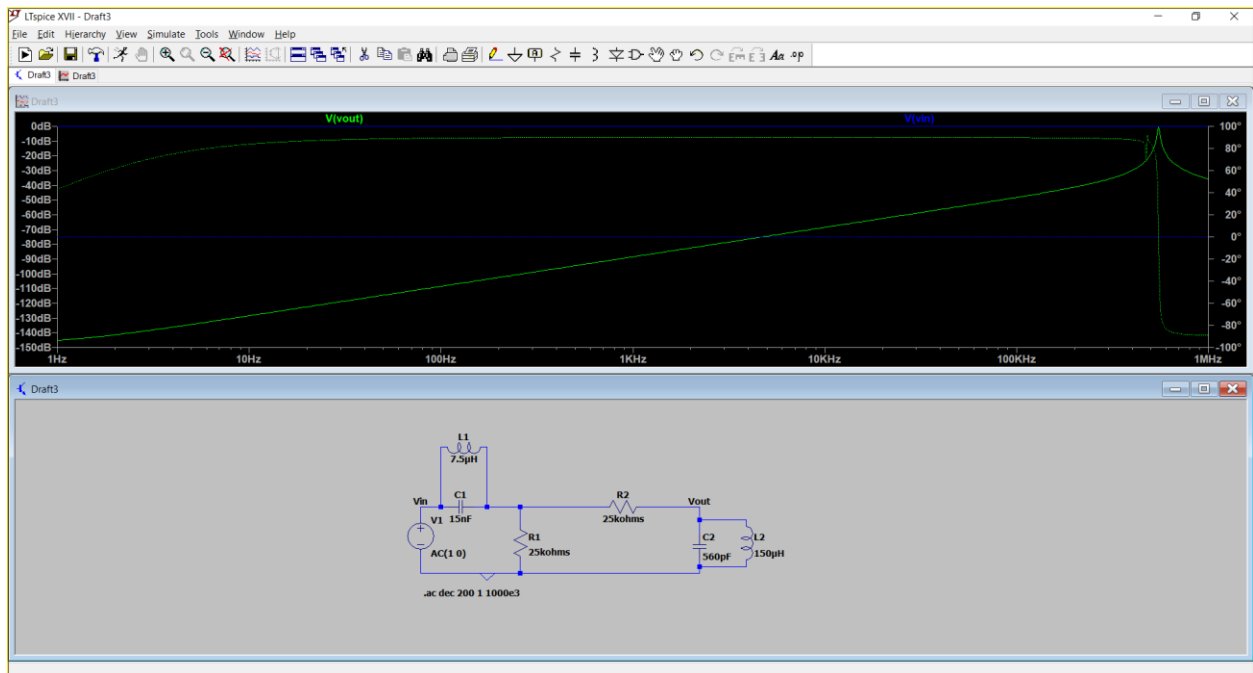 LTspice XVII - Draft3
File Edit Hierarchy View Simulate Tools Window Help
Aa .op
Draft3 Draft3
Draft3
V(vout) V(vin)
0dB 100°
-10dB 80°
-20dB
-30dB 60°
-40dB 40°
-50dB
-60dB 20°
-70dB 0°
-80dB
-90dB -20°
-100dB
-110dB -40°
-120dB -60°
-130dB
-140dB -80°
-150dB -100°
1Hz 10Hz 100Hz 1KHz 10KHz 100KHz 1MHz
Draft3
L1
7.5µH
Vin C1 R2 Vout
V1 15nF 25kohms
R1 C2 L2
AC(1 0) 25kohms 560pF 150µH
.ac dec 200 1 1000e3